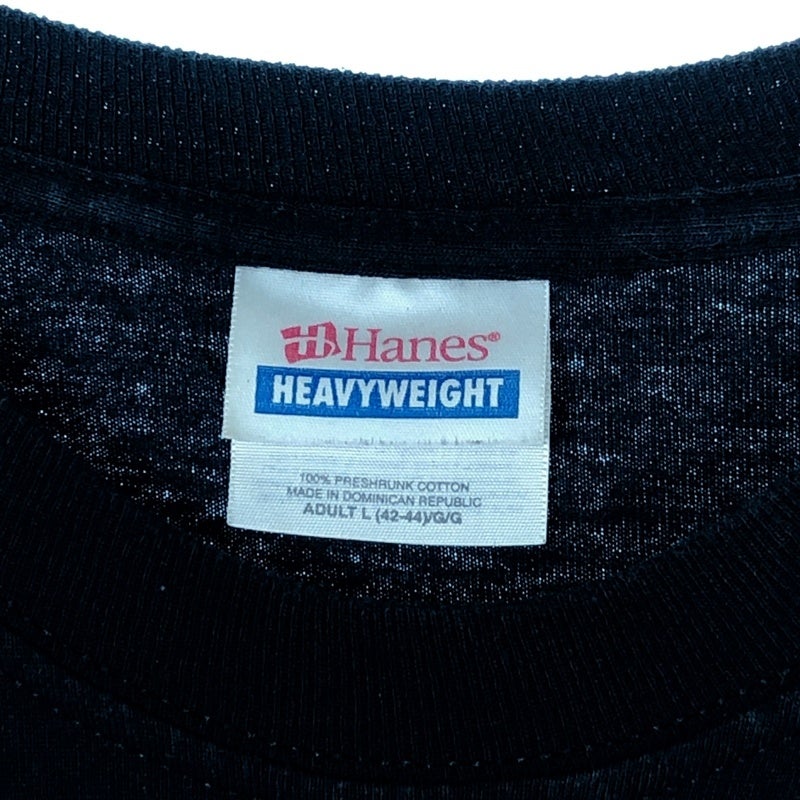 Hanes®
HEAVYWEIGHT
100% PRESHRUNK COTTON
MADE IN DOMINICAN REPUBLIC
ADULT L (42-44)/G/G